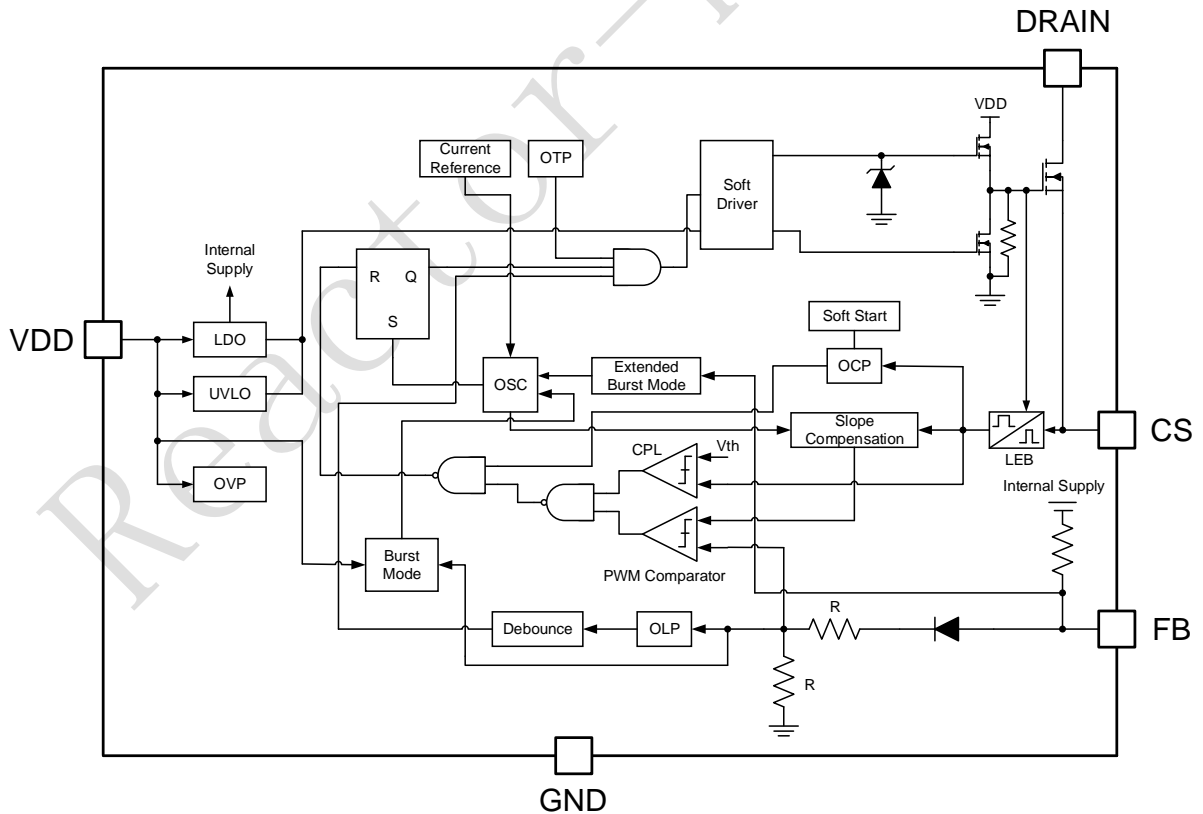 DRAIN
VDD
Current
Reference
OTP
Soft
Driver
Internal
Supply
R
Q
S
Soft Start
VDD
LDO
OSC
Extended
Burst Mode
OCP
UVLO
Slope
Compensation
CS
LEB
CPL
Vth
OVP
Internal Supply
Burst
Mode
PWM Comparator
R
Debounce
OLP
FB
R
GND
Reactor-